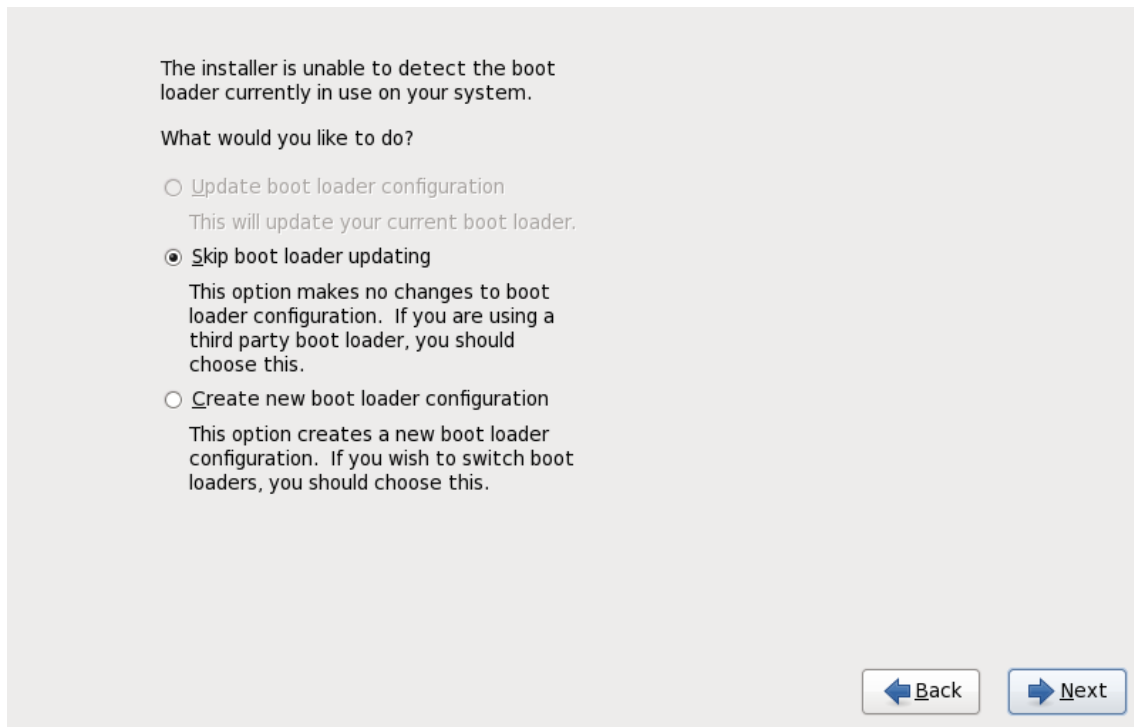 The installer is unable to detect the boot
loader currently in use on your system.
What would you like to do?
Update boot loader configuration
This will update your current boot loader.
Skip boot loader updating
This option makes no changes to boot
loader configuration.  If you are using a
third party boot loader, you should
choose this.
Create new boot loader configuration
This option creates a new boot loader
configuration.  If you wish to switch boot
loaders, you should choose this.
Back
Next